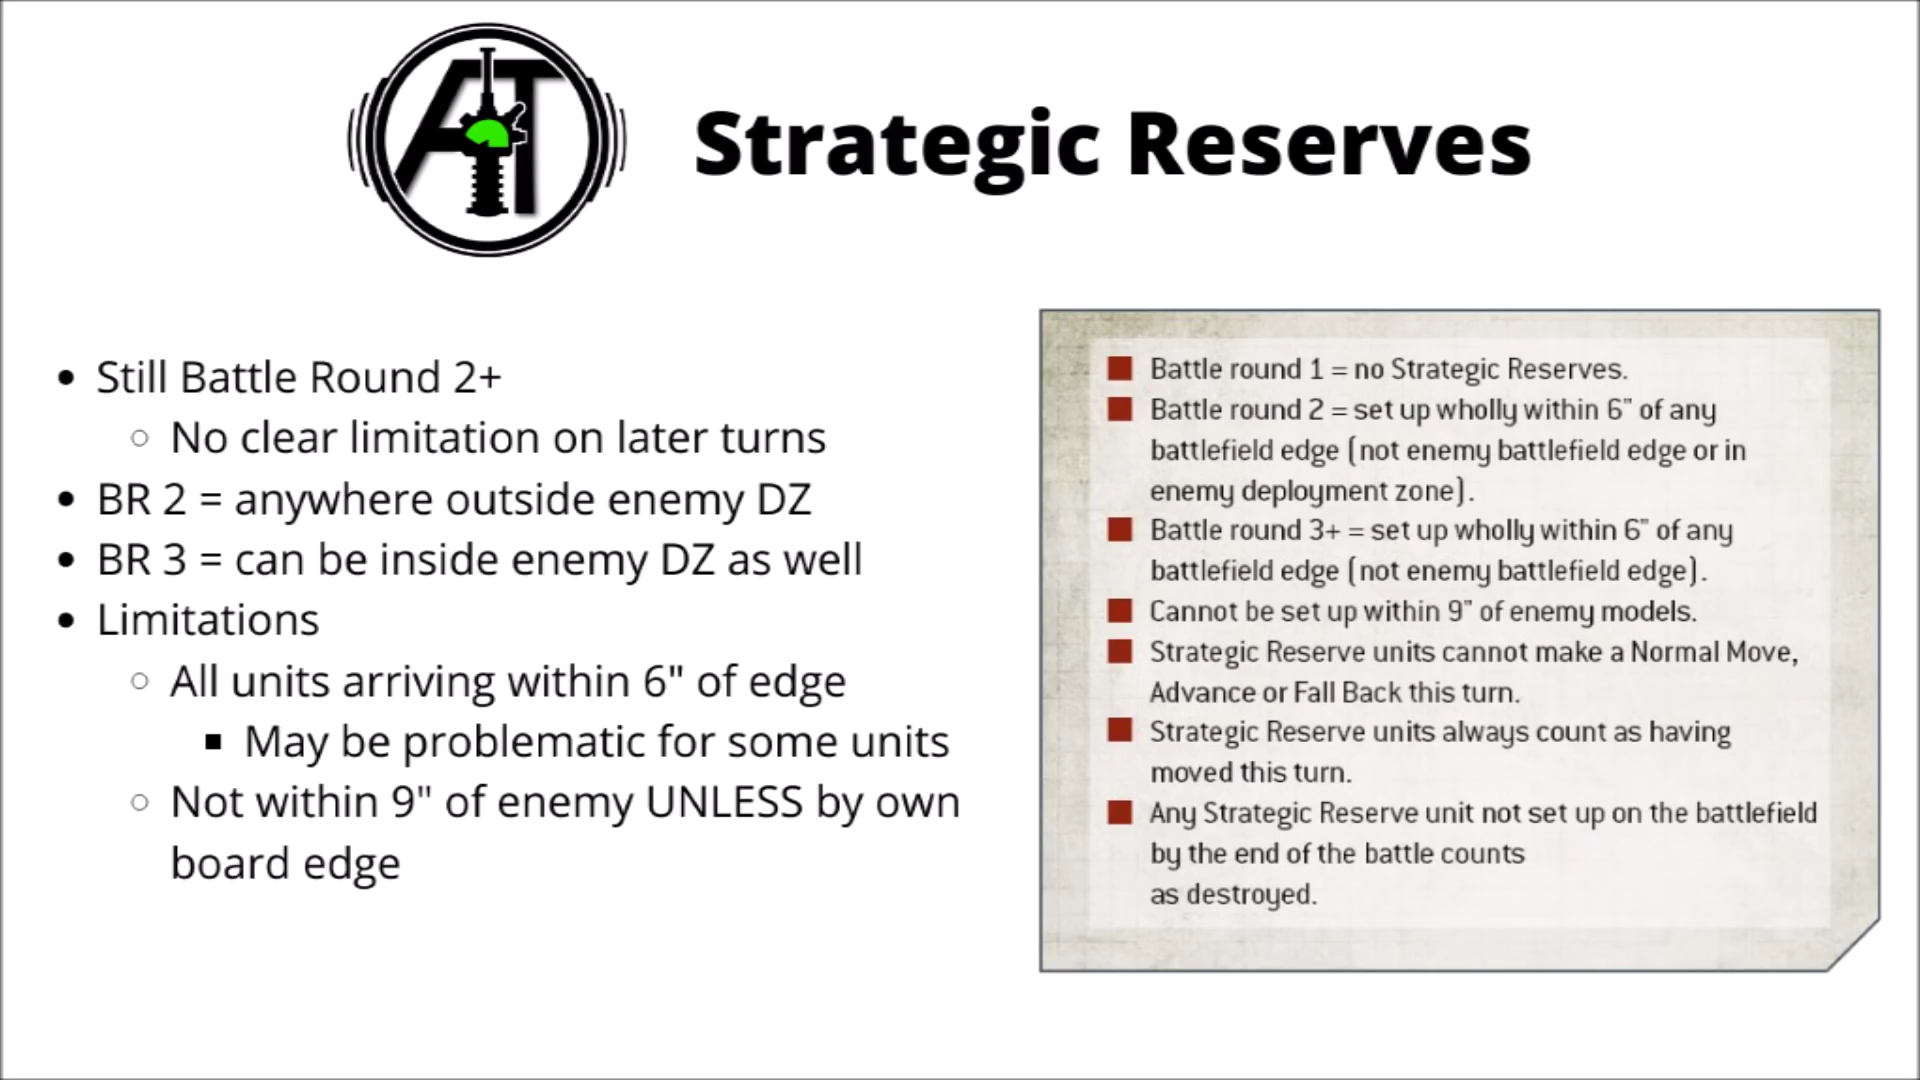 AT
Strategic Reserves
• Still Battle Round 2+
○ No clear limitation on later turns
• BR 2 = anywhere outside enemy DZ
• BR 3 = can be inside enemy DZ as well
• Limitations
○ All units arriving within 6" of edge
▪ May be problematic for some units
○ Not within 9" of enemy UNLESS by own
board edge
■ Battle round 1 = no Strategic Reserves.
■ Battle round 2 = set up wholly within 6" of any
battlefield edge (not enemy battlefield edge or in
enemy deployment zone).
■ Battle round 3+ = set up wholly within 6" of any
battlefield edge (not enemy battlefield edge).
■ Cannot be set up within 9" of enemy models.
■ Strategic Reserve units cannot make a Normal Move,
Advance or Fall Back this turn.
■ Strategic Reserve units always count as having
moved this turn.
■ Any Strategic Reserve unit not set up on the battlefield
by the end of the battle counts
as destroyed.